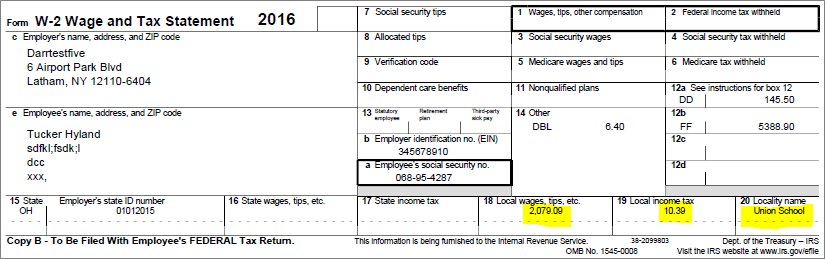 Form W-2 Wage and Tax Statement 2016
c Employer's name, address, and ZIP code
Darrtestfive
6 Airport Park Blvd
Latham, NY 12110-6404
e Employee's name, address, and ZIP code
Tucker Hyland
sdfkl;fsdk;l
dcc
xxx,
7 Social security tips
1 Wages, tips, other compensation
2 Federal income tax withheld
8 Allocated tips
3 Social security wages
4 Social security tax withheld
9 Verification code
5 Medicare wages and tips
6 Medicare tax withheld
10 Dependent care benefits
11 Nonqualified plans
12a See instructions for box 12
DD 145.50
13 Statutory employee Retirement plan Third-party sick pay
14 Other
DBL 6.40
12b
FF 5388.90
b Employer identification no. (EIN)
345678910
12c
a Employee's social security no.
068-95-4287
12d
15 State Employer's state ID number 16 State wages, tips, etc. 17 State income tax 18 Local wages, tips, etc. 19 Local income tax 20 Locality name
OH 01012015 2,079.09 10.39 Union School
Copy B - To Be Filed With Employee's FEDERAL Tax Return. This information is being furnished to the Internal Revenue Service. 38-2099803 Dept. of the Treasury – IRS
OMB No. 1545-0008 Visit the IRS website at www.irs.gov/efile